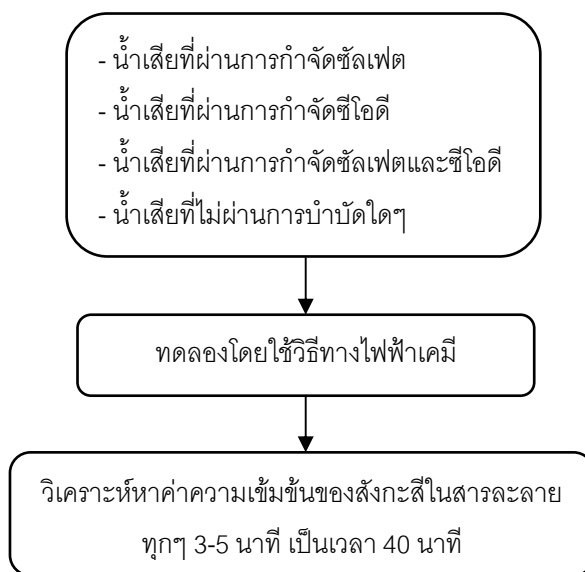 - น้ำเสียที่ผ่านการกำจัดซัลเฟต
- น้ำเสียที่ผ่านการกำจัดซีโอดี
- น้ำเสียที่ผ่านการกำจัดซัลเฟตและซีโอดี
- น้ำเสียที่ไม่ผ่านการบำบัดใดๆ
ทดลองโดยใช้วิธีทางไฟฟ้าเคมี
วิเคราะห์หาค่าความเข้มข้นของสังกะสีในสารละลาย
ทุกๆ 3-5 นาที เป็นเวลา 40 นาที